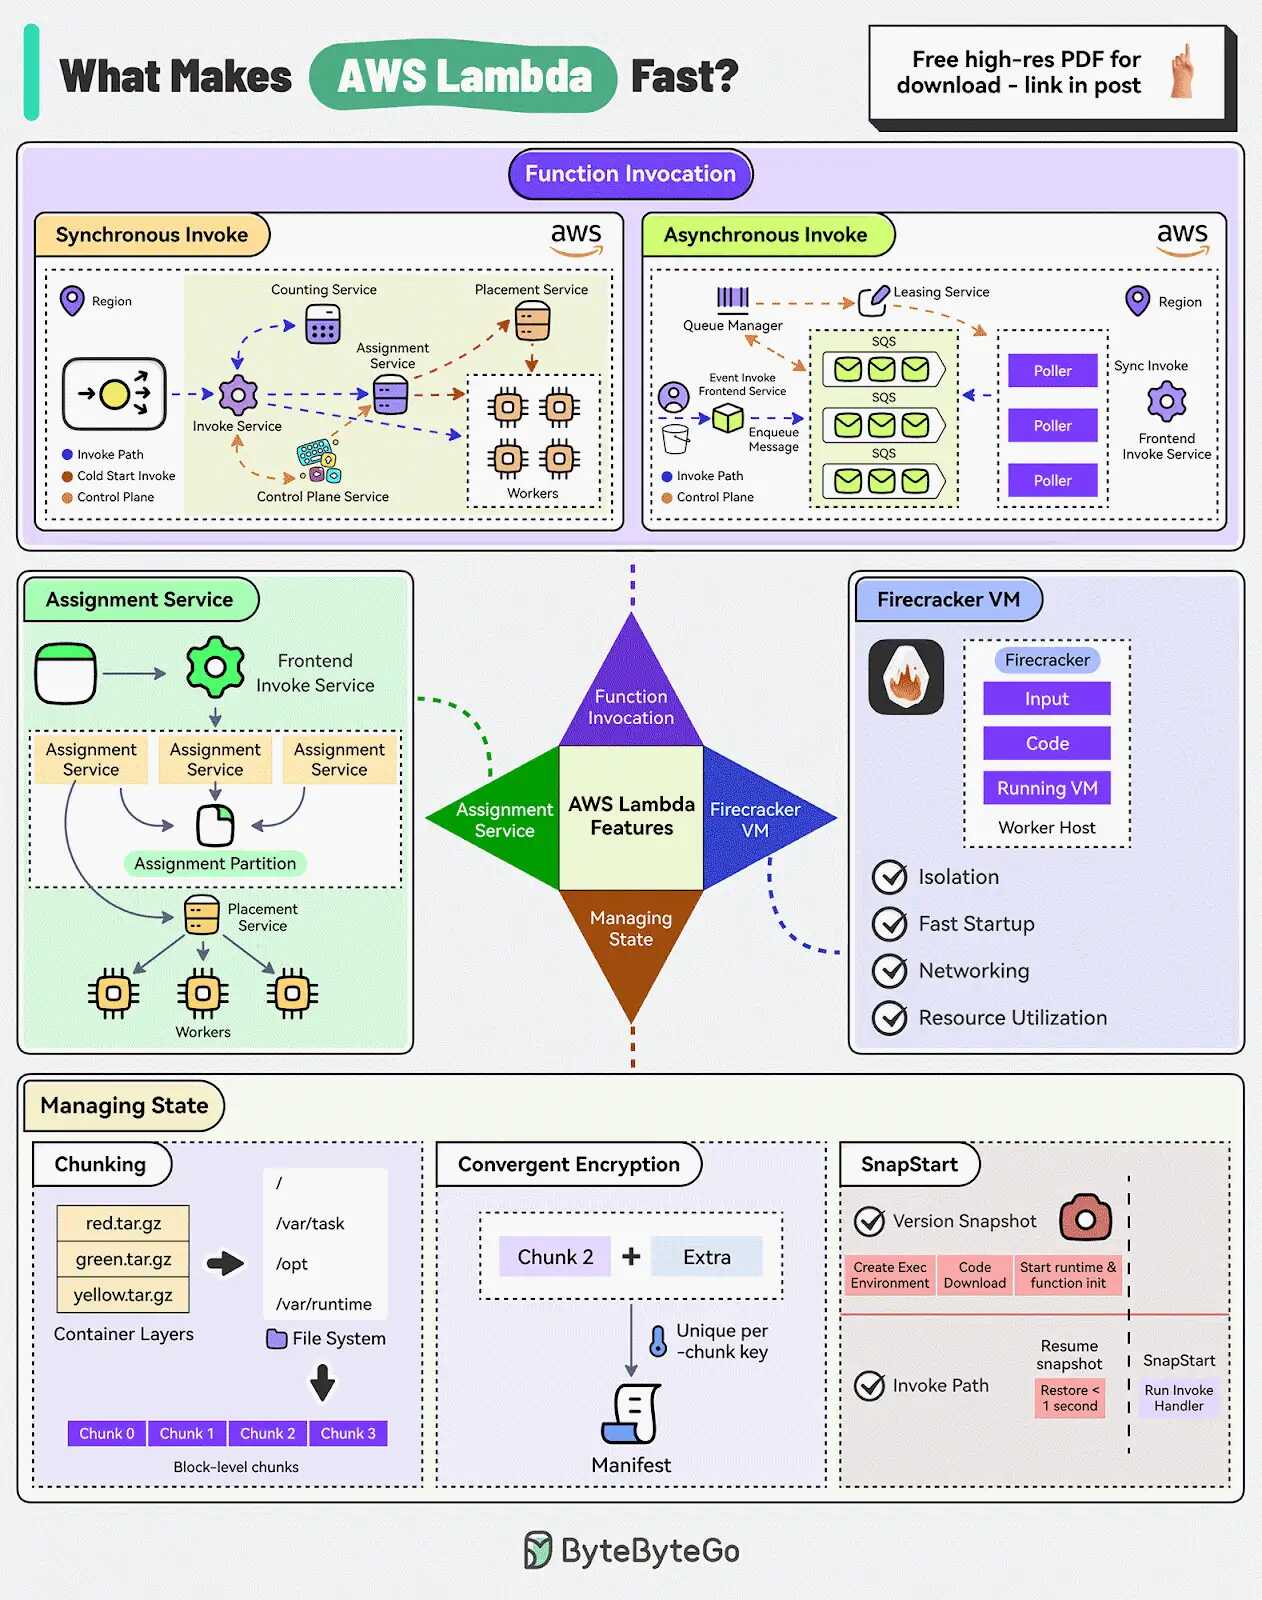 What Makes AWS Lambda Fast?
Free high-res PDF for
download - link in post
Function Invocation
Synchronous Invoke
aws
Region
Counting Service
Placement Service
Assignment
Service
Invoke Service
Control Plane Service
Workers
Invoke Path
Cold Start Invoke
Control Plane
Asynchronous Invoke
aws
Queue Manager
Leasing Service
Region
SQS
SQS
SQS
Event Invoke
Frontend Service
Enqueue
Message
Poller
Poller
Poller
Sync Invoke
Frontend
Invoke Service
Invoke Path
Control Plane
Assignment Service
Frontend
Invoke Service
Assignment
Service
Assignment
Service
Assignment
Service
Assignment Partition
Placement
Service
Workers
Function
Invocation
Assignment
Service
AWS Lambda
Features
Firecracker
VM
Managing
State
Firecracker VM
Firecracker
Input
Code
Running VM
Worker Host
Isolation
Fast Startup
Networking
Resource Utilization
Managing State
Chunking
red.tar.gz
green.tar.gz
yellow.tar.gz
Container Layers
/
/var/task
/opt
/var/runtime
File System
Chunk 0
Chunk 1
Chunk 2
Chunk 3
Block-level chunks
Convergent Encryption
Chunk 2 + Extra
Unique per
-chunk key
Manifest
SnapStart
Version Snapshot
Create Exec
Environment
Code
Download
Start runtime &
function init
Invoke Path
Resume
snapshot
Restore <
1 second
SnapStart
Run Invoke
Handler
ByteByteGo